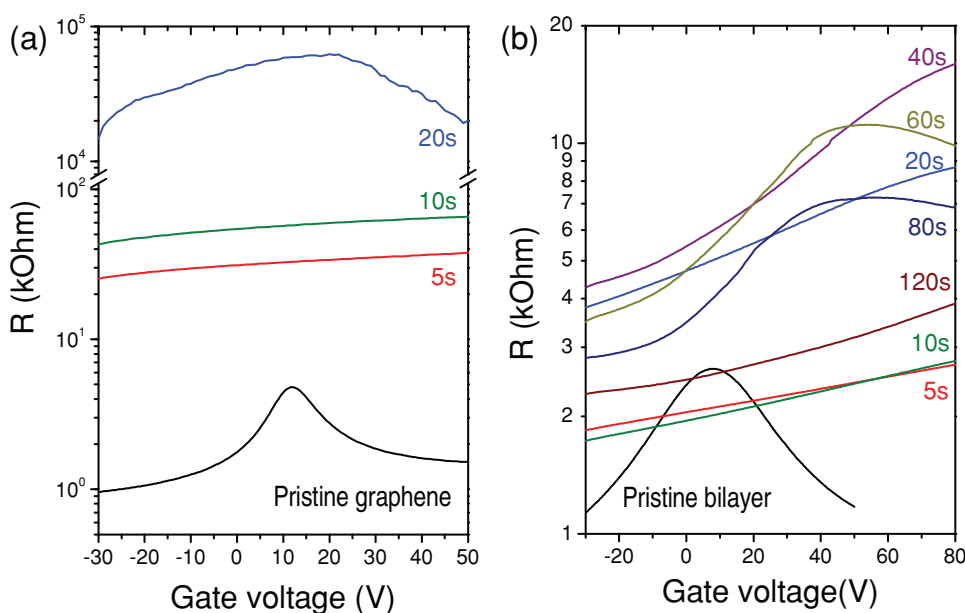 (a)
10^5
10^4
10^2
10^1
10^0
R (kOhm)
20s
10s
5s
Pristine graphene
-30 -20 -10 0 10 20 30 40 50
Gate voltage (V)
(b)
20
10
9
8
7
6
5
4
3
2
1
R (kOhm)
40s
60s
20s
80s
120s
10s
5s
Pristine bilayer
-20 0 20 40 60 80
Gate voltage(V)